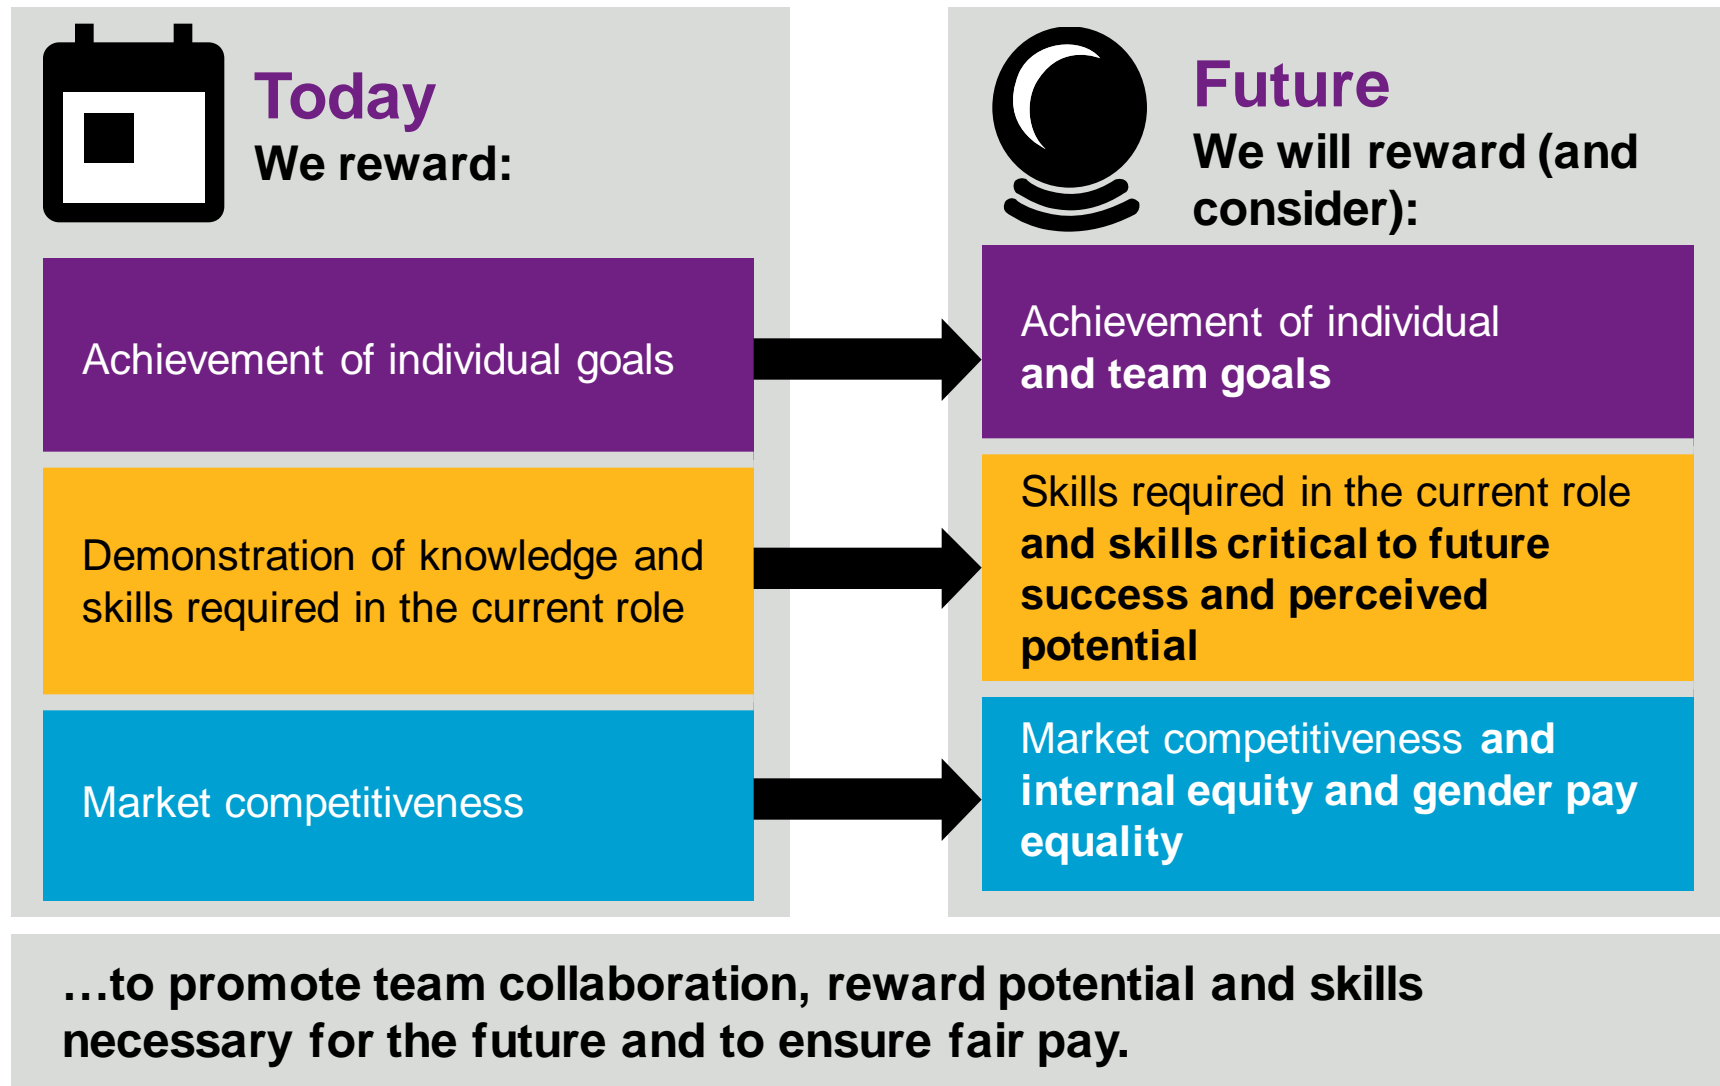 Today
We reward:
Achievement of individual goals
Demonstration of knowledge and
skills required in the current role
Market competitiveness
Future
We will reward (and
consider):
Achievement of individual
and team goals
Skills required in the current role
and skills critical to future
success and perceived
potential
Market competitiveness and
internal equity and gender pay
equality
…to promote team collaboration, reward potential and skills
necessary for the future and to ensure fair pay.